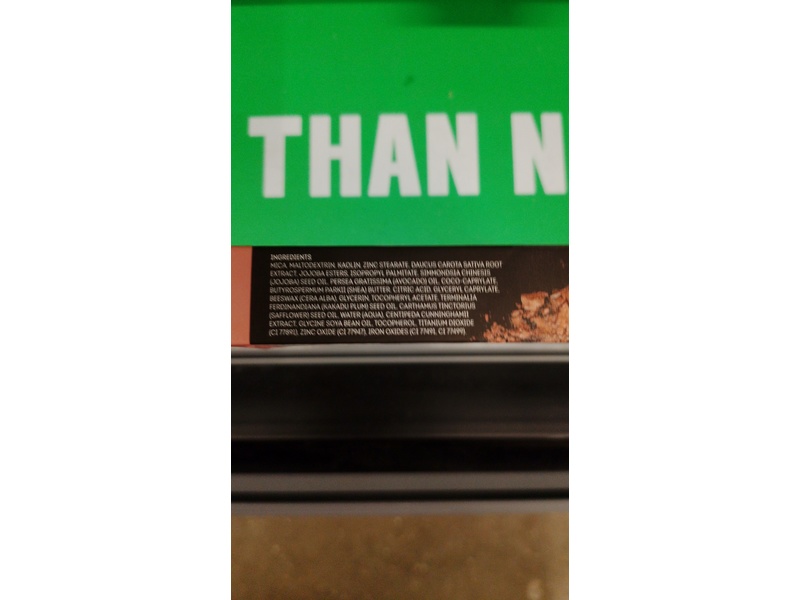 THAN N
INGREDIENTS
MICA, MALTODEXTRIN, KAOLIN, ZINC STEARATE, DAUCUS CAROTA SATIVA ROOT
EXTRACT, JOJOBA ESTERS, ISOPROPYL PALMITATE, SIMMONDSIA CHINESIS
(JOJOBA) SEED OIL, PERSEA GRATISSIMA (AVOCADO) OIL, COCO-CAPRYLATE,
BUTYROSPERMUM PARKII (SHEA) BUTTER, CITRIC ACID, GLYCERYL CAPRYLATE,
BEESWAX (CERA ALBA), GLYCERIN, TOCOPHERYL ACETATE, TERMINALIA
FERDINANDIANA (KAKADU PLUM) SEED OIL, CARTHAMUS TINCTORIUS
(SAFFLOWER) SEED OIL, WATER (AQUA), CENTIPEDA CUNNINGHAMII
EXTRACT, GLYCINE SOYA BEAN OIL, TOCOPHEROL, TITANIUM DIOXIDE
(CI 77891), ZINC OXIDE (CI 77947), IRON OXIDES (CI 77491, CI 77499).